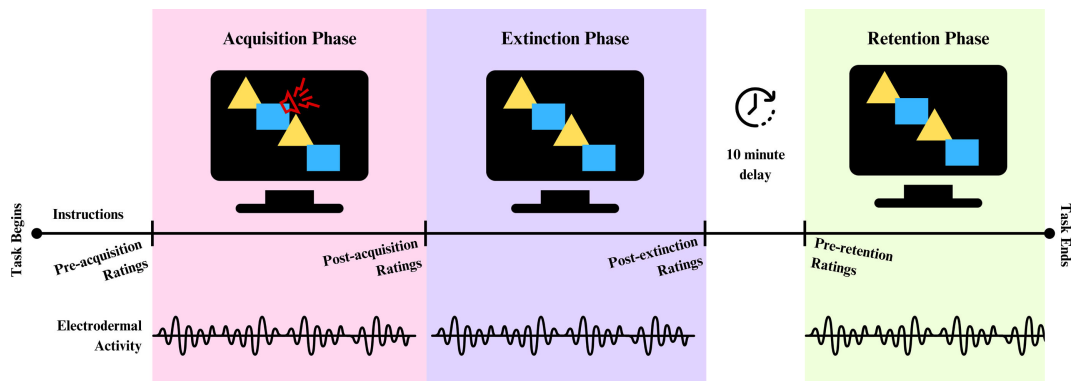 Acquisition Phase
Extinction Phase
Retention Phase
10 minute
delay
Task Begins
Instructions
Task Ends
Pre-acquisition
Ratings
Post-acquisition
Ratings
Post-extinction
Ratings
Pre-retention
Ratings
Electrodermal
Activity